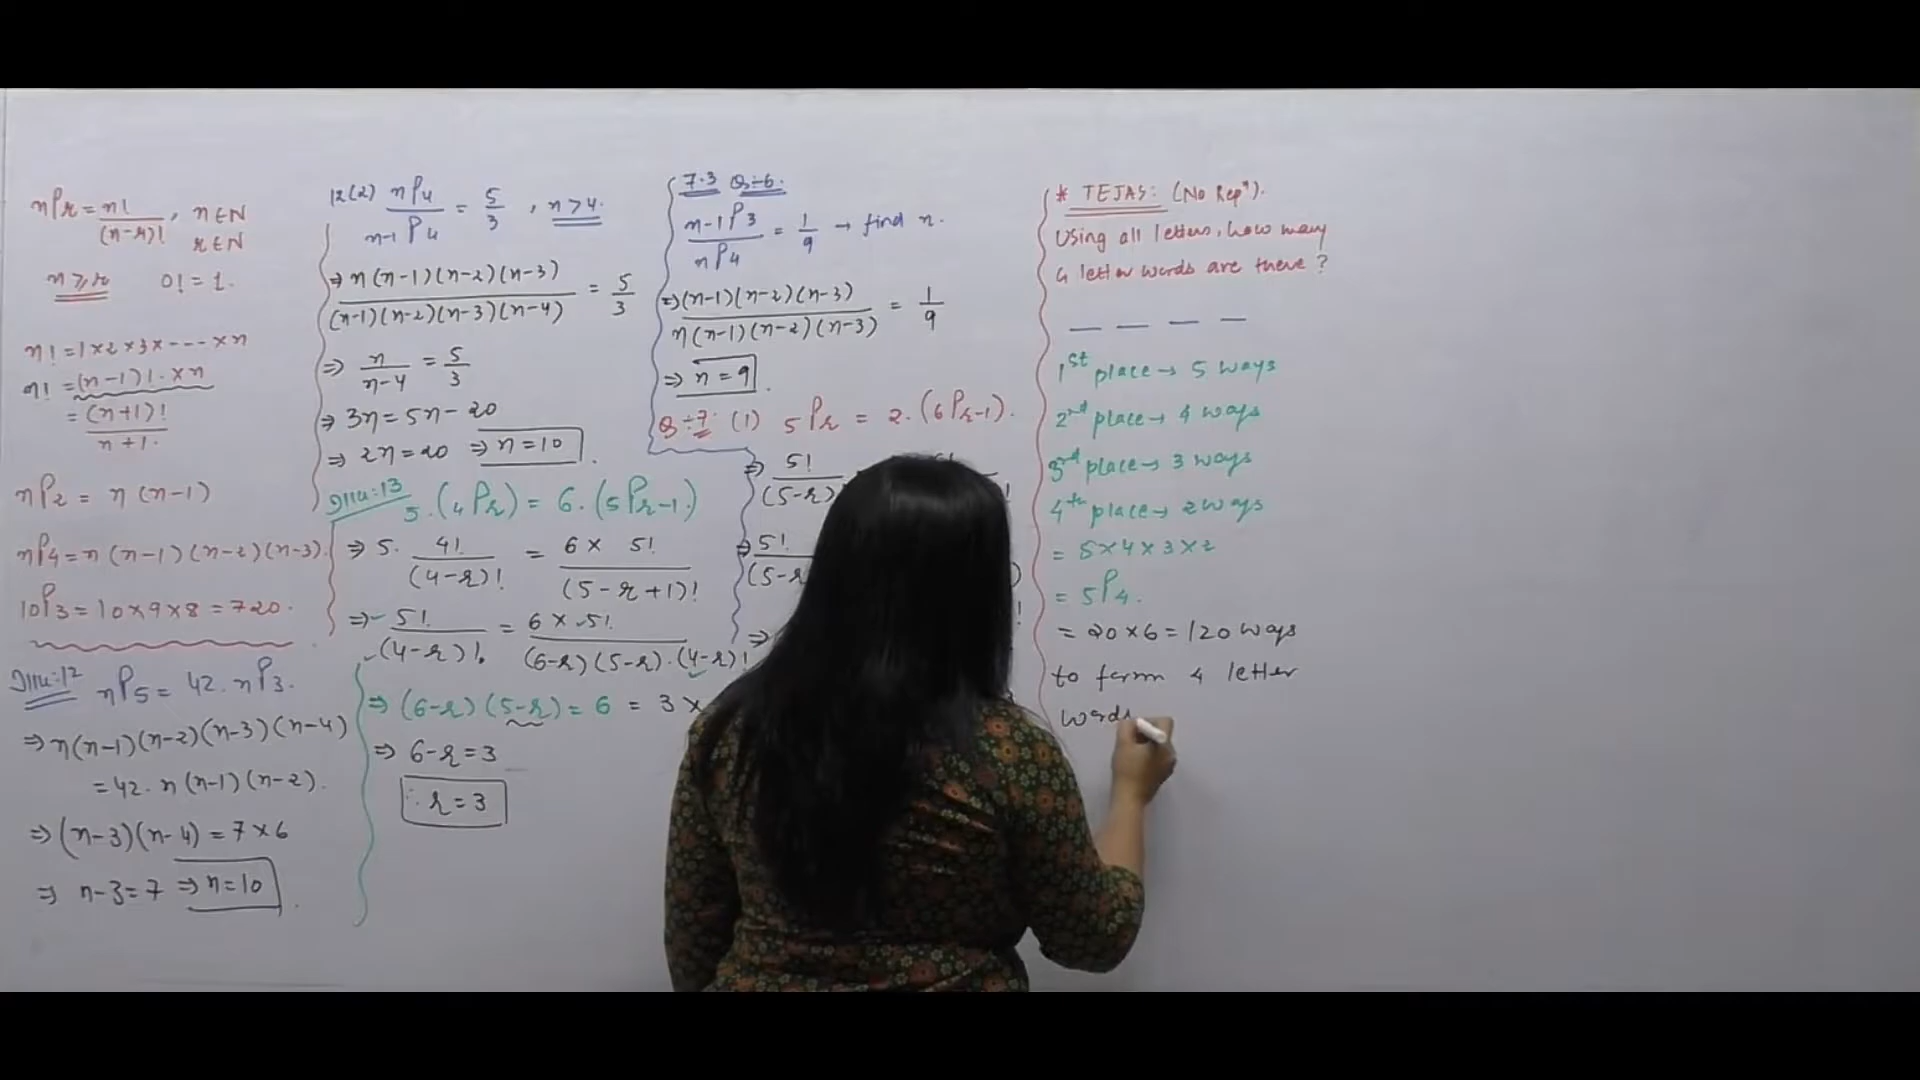 nPr = n! / (n-r)! , n∈N
r∈N
n ≥ r    0! = 1.
n! = 1×2×3×----×n
n! = (n-1)! · ×n
= (n+1)! / n+1.
nP2 = n (n-1)
nP4 = n (n-1)(n-2)(n-3).
10P3 = 10×9×8 = 720.
Illu:12 nP5 = 42. nP3.
⇒ n(n-1)(n-2)(n-3)(n-4)
= 42. n(n-1)(n-2).
⇒ (n-3)(n-4) = 7×6
⇒ n-3 = 7 ⇒ n=10
12(2) nP4 / n-1P4 = 5/3 , n>4.
⇒ n(n-1)(n-2)(n-3) / (n-1)(n-2)(n-3)(n-4) = 5/3
⇒ n / n-4 = 5/3
⇒ 3n = 5n-20
⇒ 2n=20 ⇒ n=10
Illu:13 5.(4Pr) = 6.(5Pr-1.)
⇒ 5. 4! / (4-r)! = 6× 5! / (5-r+1)!
⇒ 5! / (4-r)! = 6×5! / (6-r)(5-r).(4-r)!
⇒ (6-r)(5-r) = 6 = 3×
⇒ 6-r=3
∴ r=3
7.3 Q÷6.
n-1P3 / nP4 = 1/9 → find n.
⇒ (n-1)(n-2)(n-3) / n(n-1)(n-2)(n-3) = 1/9
⇒ n=9
Q÷7. (1) 5Pr = 2.(6Pr-1).
⇒ 5! / (5-r)
⇒ 5! / (5-r
⇒
* TEJAS: (No Repⁿ).
Using all letters, how many
4 letter words are there ?
_ _ _ _
1st place → 5 ways
2nd place → 4 ways
3rd place → 3 ways
4th place → 2 ways
= 5×4×3×2
= 5P4.
= 20×6 = 120 ways
to form 4 letter
words